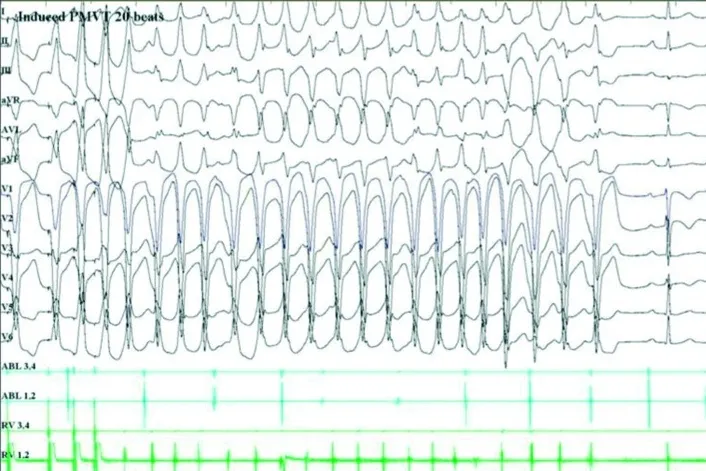 Induced PMVT 20 beats
I
II
III
aVR
AVL
aVF
V1
V2
V3
V4
V5
V6
ABL 3,4
ABL 1,2
RV 3,4
RV 1,2